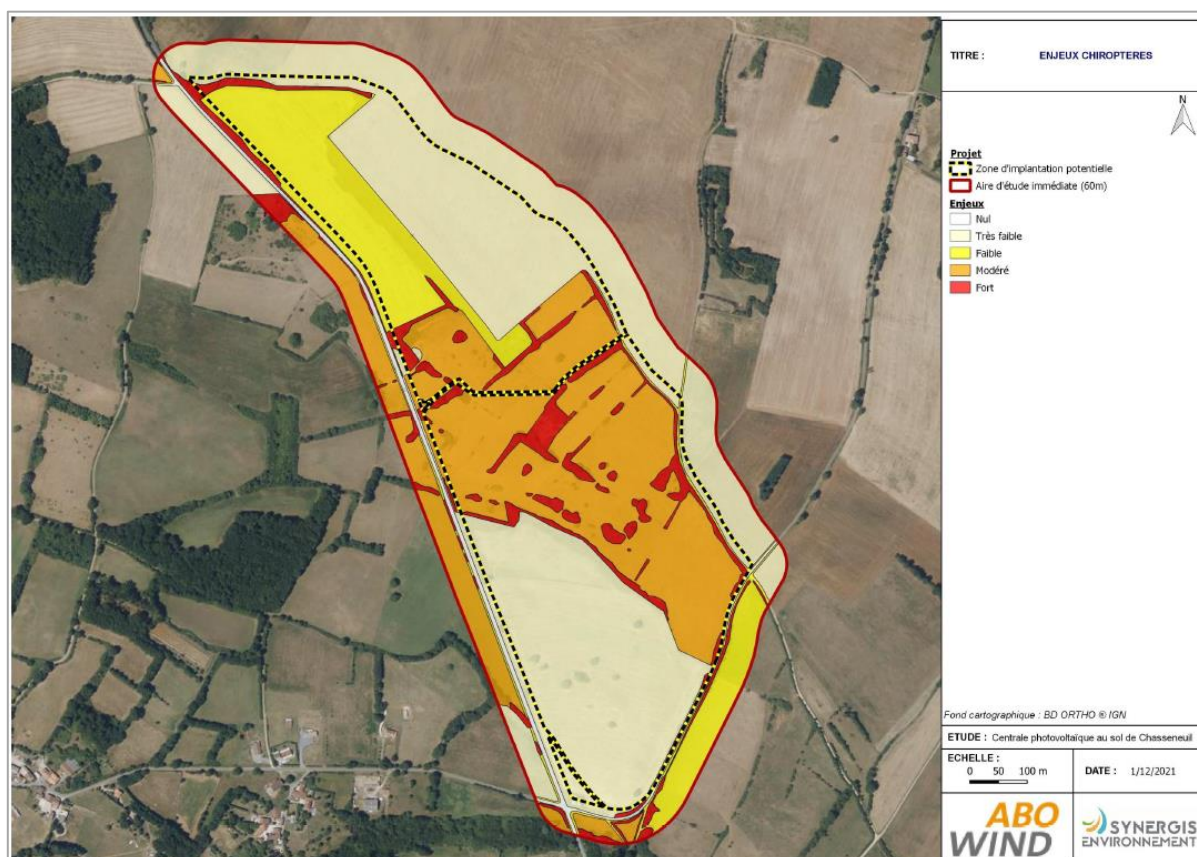 TITRE : ENJEUX CHIROPTERES
N
Projet
Zone d'implantation potentielle
Aire d'étude immédiate (60m)
Enjeux
Nul
Très faible
Faible
Modéré
Fort
Fond cartographique : BD ORTHO ® IGN
ETUDE : Centrale photovoltaïque au sol de Chasseneuil
ECHELLE :
0 50 100 m
DATE : 1/12/2021
ABO
WIND
SYNERGIS
ENVIRONNEMENT